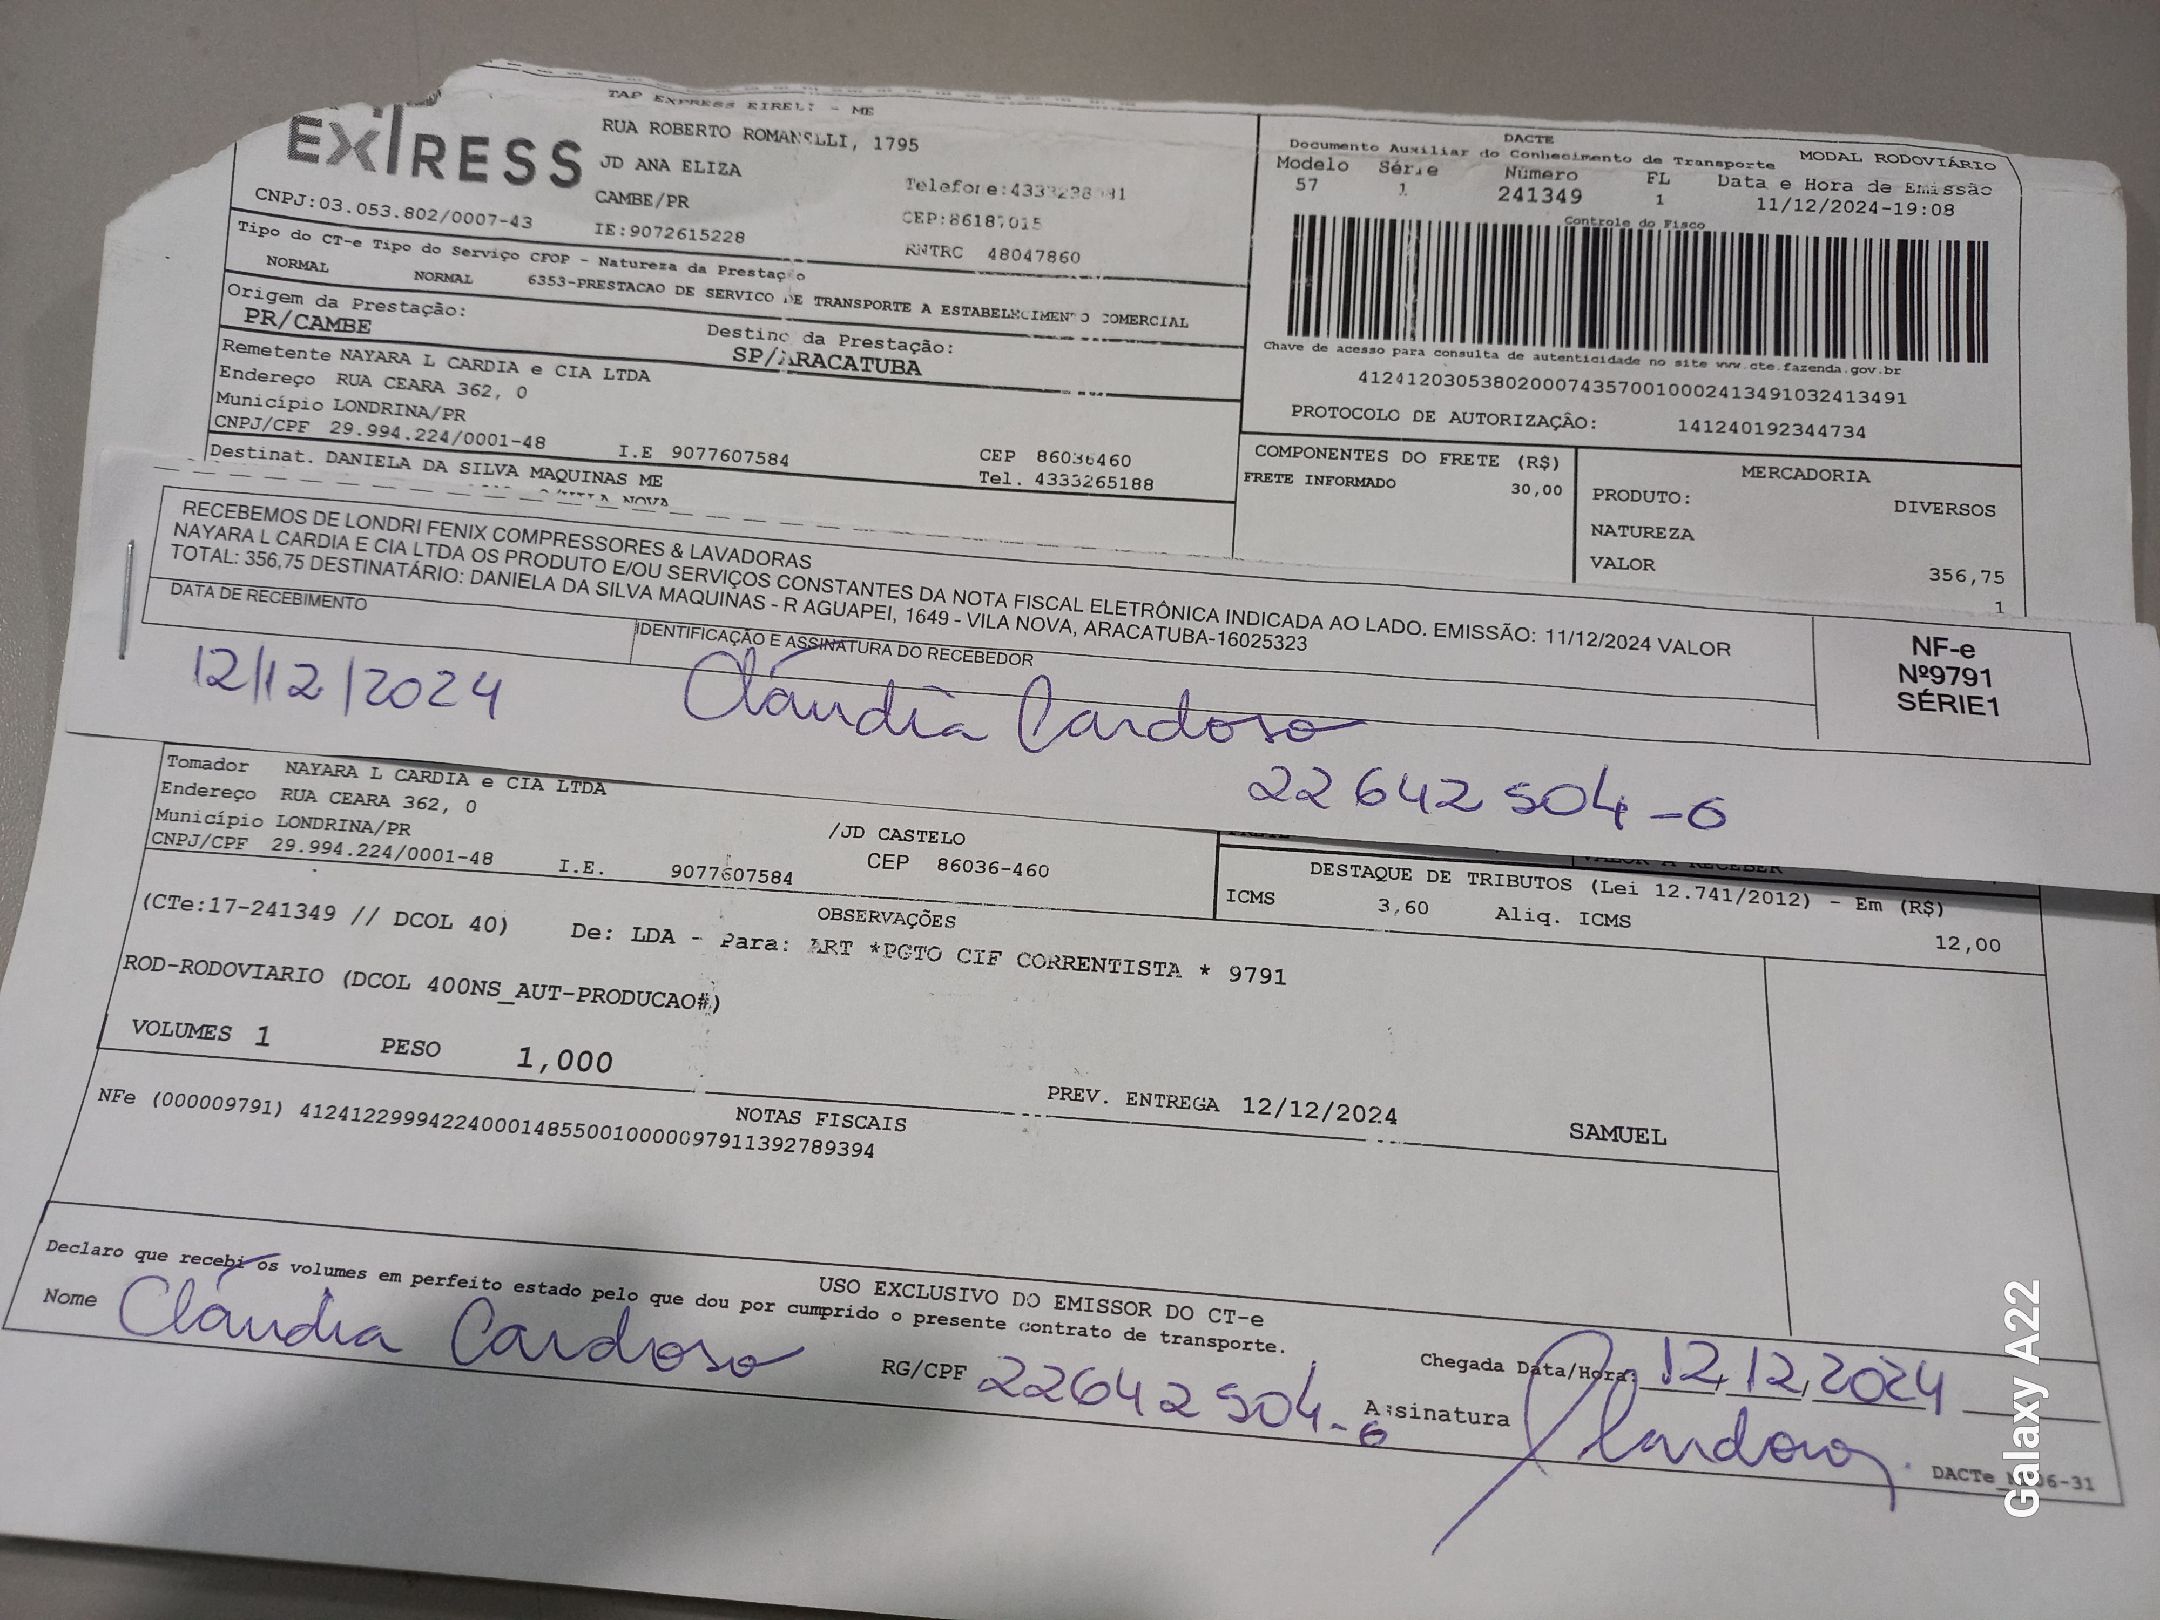 EXPRESS
TAP EXPRESS EIRELI - ME
RUA ROBERTO ROMANELLI, 1795
JD ANA ELIZA
CAMBE/PR
CEP:86187015
CNPJ:03.053.802/0007-43
IE:9072615228
RNTRC 48047860
Tipo do CT-e Tipo do Serviço CFOP - Natureza da Prestação
NORMAL NORMAL 6353-PRESTACAO DE SERVICO DE TRANSPORTE A ESTABELECIMENTO COMERCIAL
Origem da Prestação:
PR/CAMBE
Destino da Prestação:
SP/ARACATUBA
Remetente NAYARA L CARDIA e CIA LTDA
Endereço RUA CEARA 362, 0
Município LONDRINA/PR
CEP 86036460
CNPJ/CPF 29.994.224/0001-48 I.E 9077607584
Tel. 4333265188
Destinat. DANIELA DA SILVA MAQUINAS ME
DACTE
Documento Auxiliar do Conhecimento de Transporte MODAL RODOVIÁRIO
Modelo Série Número FL Data e Hora de Emissão
57 1 241349 1 11/12/2024-19:08
Controle do Fisco
Chave de acesso para consulta de autenticidade no site www.cte.fazenda.gov.br
41241203053802000743570010002413491032413491
PROTOCOLO DE AUTORIZAÇÂO: 141240192344734
COMPONENTES DO FRETE (R$)
FRETE INFORMADO 30,00
MERCADORIA
PRODUTO: DIVERSOS
NATUREZA
VALOR 356,75
1
RECEBEMOS DE LONDRI FENIX COMPRESSORES & LAVADORAS
NAYARA L CARDIA E CIA LTDA OS PRODUTO E/OU SERVIÇOS CONSTANTES DA NOTA FISCAL ELETRÔNICA INDICADA AO LADO. EMISSÃO: 11/12/2024 VALOR
TOTAL: 356,75 DESTINATÁRIO: DANIELA DA SILVA MAQUINAS - R AGUAPEI, 1649 - VILA NOVA, ARACATUBA-16025323
DATA DE RECEBIMENTO
IDENTIFICAÇÃO E ASSINATURA DO RECEBEDOR
NF-e
Nº9791
SÉRIE1
12/12/2024 Cláudia Cardoso
22642504-6
Tomador NAYARA L CARDIA e CIA LTDA
Endereço RUA CEARA 362, 0
/JD CASTELO
Município LONDRINA/PR
CEP 86036-460
CNPJ/CPF 29.994.224/0001-48 I.E. 9077607584
VALOR A RECEBER
DESTAQUE DE TRIBUTOS (Lei 12.741/2012) - Em (R$)
ICMS 3,60 Aliq. ICMS 12,00
OBSERVAÇÕES
(CTe:17-241349 // DCOL 40) De: LDA - Para: ART *PGTO CIF CORRENTISTA * 9791
ROD-RODOVIARIO (DCOL 400NS_AUT-PRODUCAO#)
VOLUMES 1 PESO 1,000
PREV. ENTREGA 12/12/2024 SAMUEL
NOTAS FISCAIS
NFe (000009791) 41241229994224000148550010000097911392789394
USO EXCLUSIVO DO EMISSOR DO CT-e
Declaro que recebi os volumes em perfeito estado pelo que dou por cumprido o presente contrato de transporte.
Nome Cláudia Cardoso RG/CPF 22642504-6
Chegada Data/Hora: 12/12/2024
Assinatura
Galaxy A22